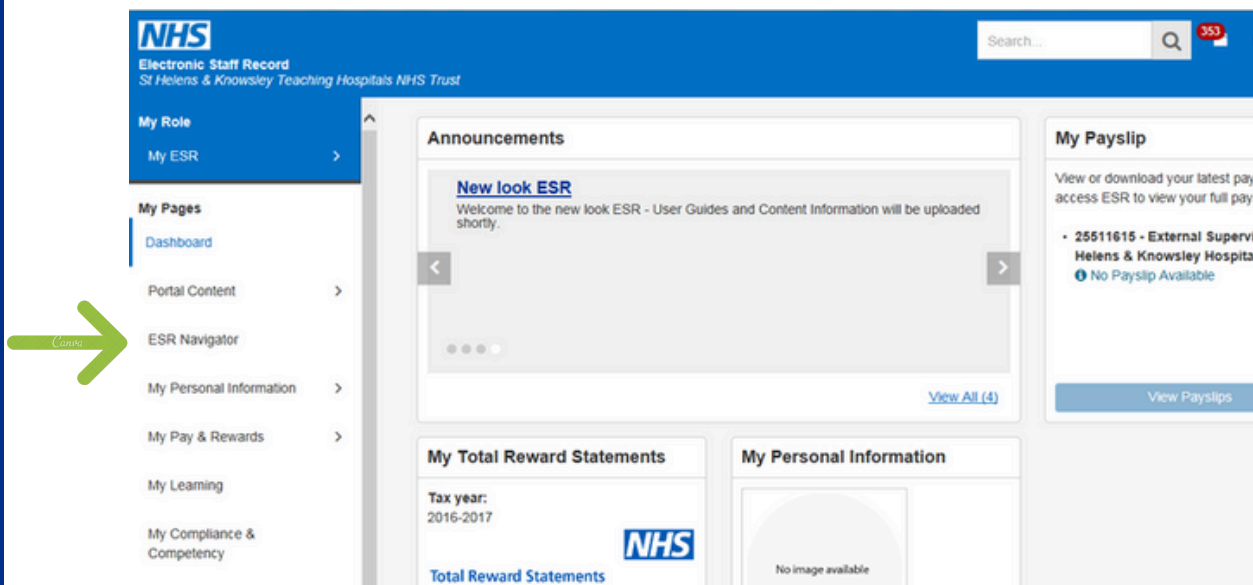 NHS
Electronic Staff Record
St Helens & Knowsley Teaching Hospitals NHS Trust
Search...
353
My Role
My ESR
My Pages
Dashboard
Portal Content
ESR Navigator
My Personal Information
My Pay & Rewards
My Learning
My Compliance &
Competency
Canva
Announcements
New look ESR
Welcome to the new look ESR - User Guides and Content Information will be uploaded
shortly.
View All (4)
My Payslip
View or download your latest pay
access ESR to view your full pay
• 25511615 - External Supervi
Helens & Knowsley Hospita
No Payslip Available
View Payslips
My Total Reward Statements
Tax year:
2016-2017
NHS
Total Reward Statements
My Personal Information
No image available